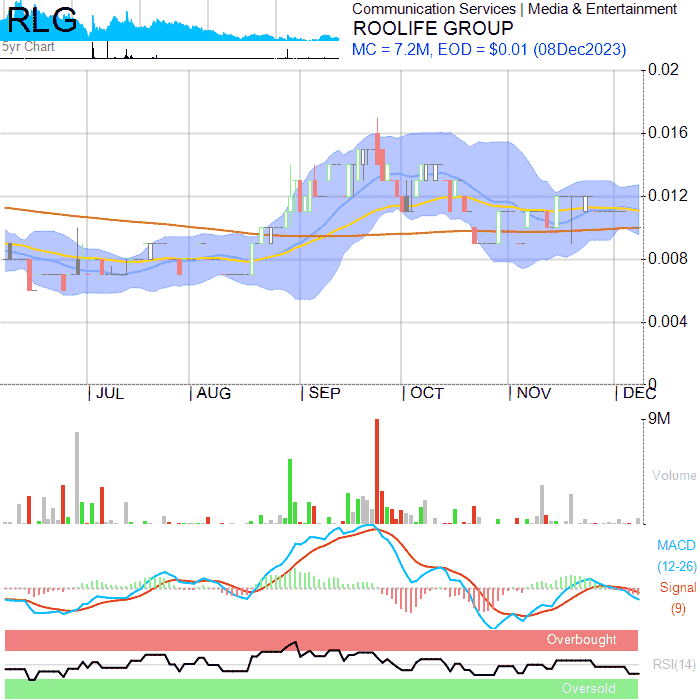 RLG
5yr Chart
Communication Services | Media & Entertainment
ROOLIFE GROUP
MC = 7.2M, EOD = $0.01 (08Dec2023)
0.02
0.016
0.012
0.008
0.004
0
JUL AUG SEP OCT NOV DEC
9M
Volume
MACD
(12-26)
Signal
(9)
Overbought
RSI(14)
Oversold